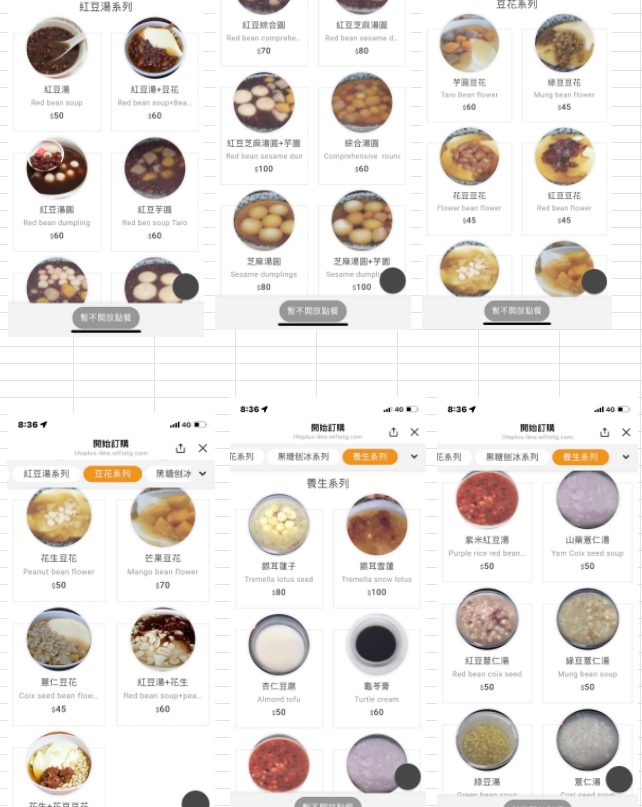 紅豆湯系列
紅豆湯
Red bean soup
$50
紅豆湯+豆花
Red bean soup+Bea...
$60
紅豆湯圓
Red bean dumpling
$60
紅豆芋圓
Red ben soup Taro
$60
暫不開放點餐
紅豆綜合圓
Red bean comprehe...
$70
紅豆芝麻湯圓
Red bean sesame d...
$80
紅豆芝麻湯圓+芋圓
Red bean sesame dun
$100
綜合湯圓
Comprehensive round
$60
芝麻湯圓
Sesame dumplings
$80
芝麻湯圓+芋圓
Sesame dumpli
$100
暫不開放點餐
豆花系列
芋圓豆花
Taro Bean flower
$60
綠豆豆花
Mung bean flower
$45
花豆豆花
Flower bean flower
$45
紅豆豆花
Red bean flower
$45
暫不開放點餐
8:36
4G
開始訂購
lifeplus-line.wifistg.com
紅豆湯系列
豆花系列
黑糖刨冰
花生豆花
Peanut bean flower
$50
芒果豆花
Mango bean flower
$70
薏仁豆花
Coix seed bean flow...
$45
紅豆湯+花生
Red bean soup+pea...
$60
花生+花豆豆花
8:36
4G
開始訂購
lifeplus-line.wifistg.com
花系列
黑糖刨冰系列
養生系列
養生系列
銀耳蓮子
Tremella lotus seed
$80
銀耳雪蓮
Tremella snow lotus
$100
杏仁豆腐
Almond tofu
$50
龜苓膏
Turtle cream
$60
暫不開放點餐
8:36
4G
開始訂購
lifeplus-line.wifistg.com
花系列
黑糖刨冰系列
養生系列
紫米紅豆湯
Purple rice red bean...
$50
山藥薏仁湯
Yam Coix seed soup
$50
紅豆薏仁湯
Red bean coix seed
$50
綠豆薏仁湯
Mung bean soup
$50
綠豆湯
Green bean soup
薏仁湯
Coxi seed soup